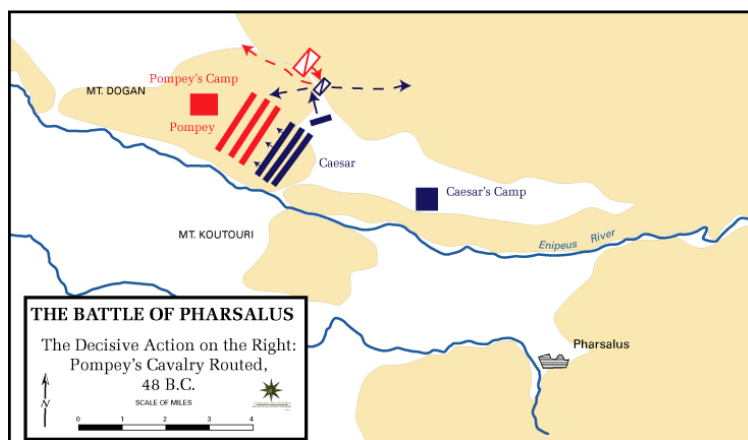 Pompey's Camp
MT. DOGAN
Pompey
Caesar
Caesar's Camp
MT. KOUTOURI
Enipeus River
Pharsalus
THE BATTLE OF PHARSALUS
The Decisive Action on the Right:
Pompey's Cavalry Routed,
48 B.C.
SCALE OF MILES
N
0 1 2 3 4